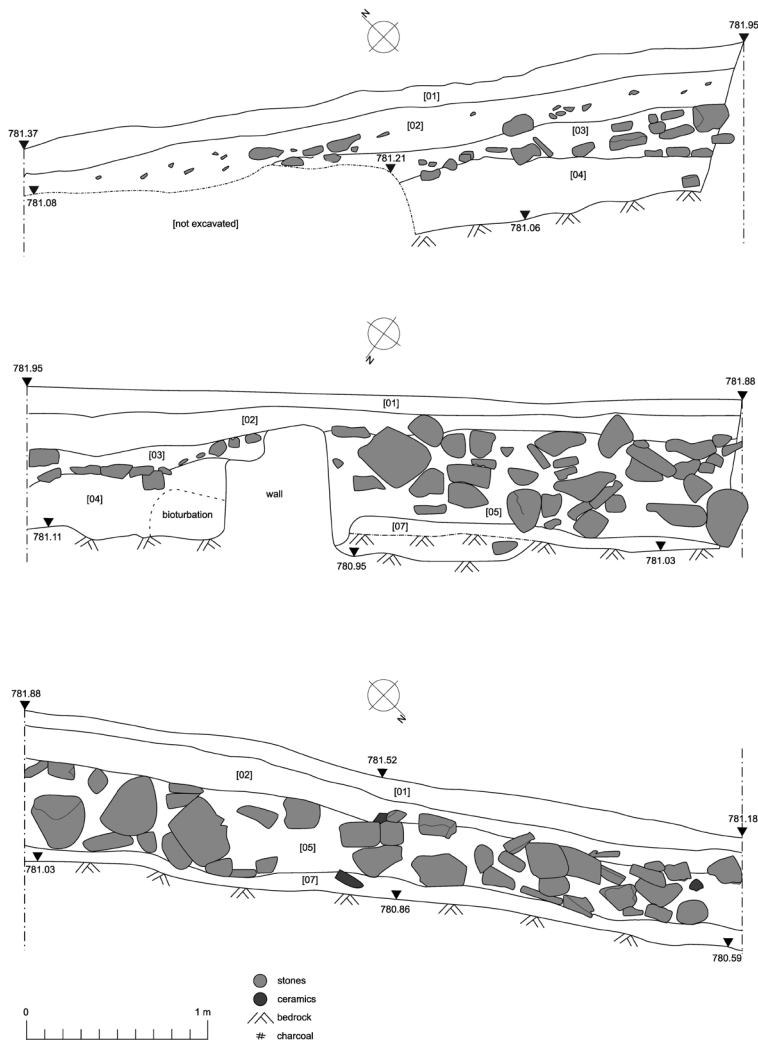 N
781.95
[01]
781.37
[02]
[03]
781.21
[04]
781.08
781.06
[not excavated]
N
781.95
781.88
[01]
[02]
[03]
[04]
wall
[05]
bioturbation
[07]
781.11
780.95
781.03
N
781.88
781.52
[02]
[01]
781.18
[05]
781.03
[07]
780.86
780.59
stones
ceramics
0
1 m
bedrock
charcoal